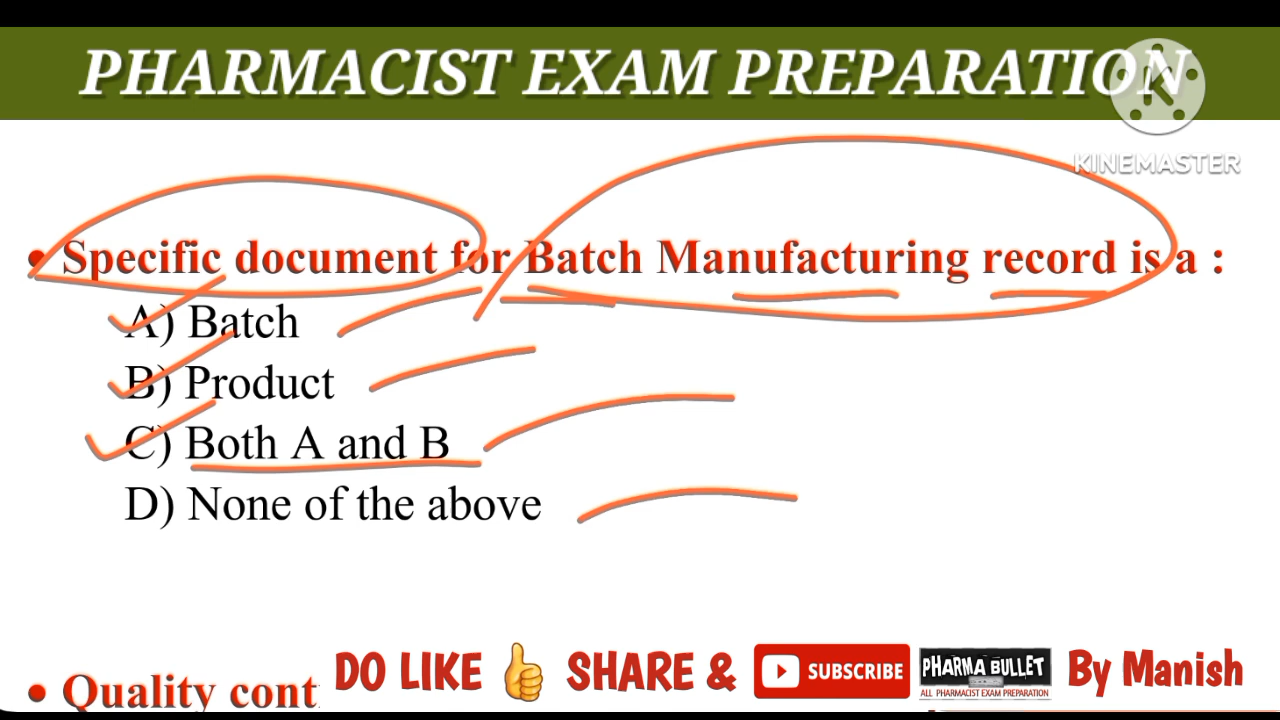 PHARMACIST EXAM PREPARATION
KINEMASTER
• Specific document for Batch Manufacturing record is a :
A) Batch
B) Product
C) Both A and B
D) None of the above
• Quality cont
DO LIKE 👍 SHARE & SUBSCRIBE PHARMA BULLET By Manish
ALL PHARMACIST EXAM PREPARATION